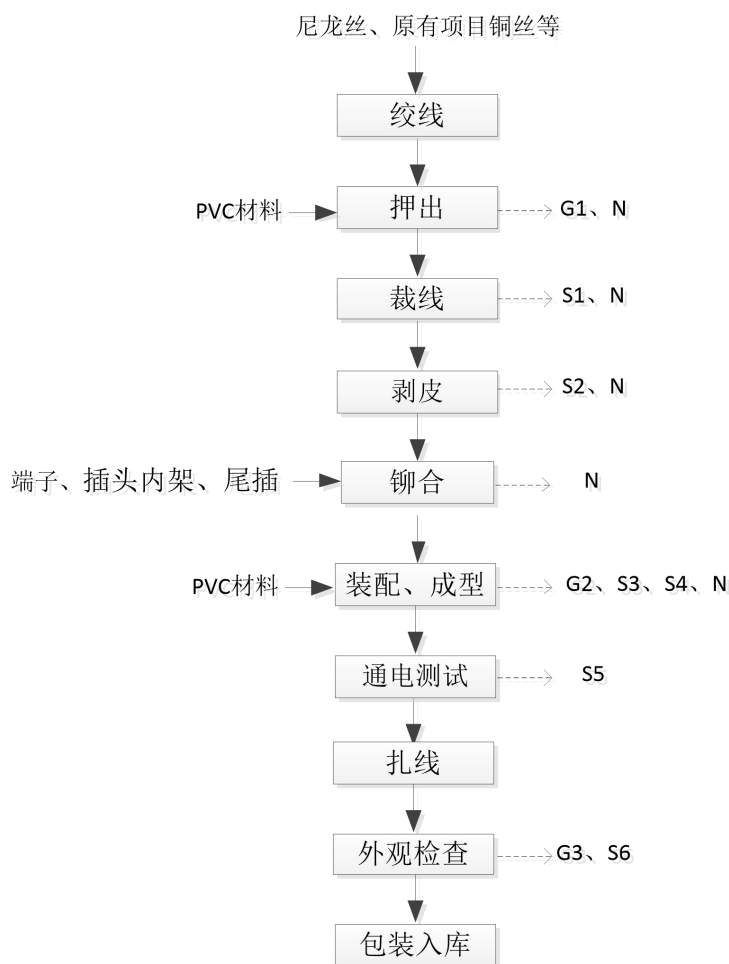 尼龙丝、原有项目铜丝等
绞线
PVC材料 押出 G1、N
裁线 S1、N
剥皮 S2、N
端子、插头内架、尾插 铆合 N
PVC材料 装配、成型 G2、S3、S4、N
通电测试 S5
扎线
外观检查 G3、S6
包装入库